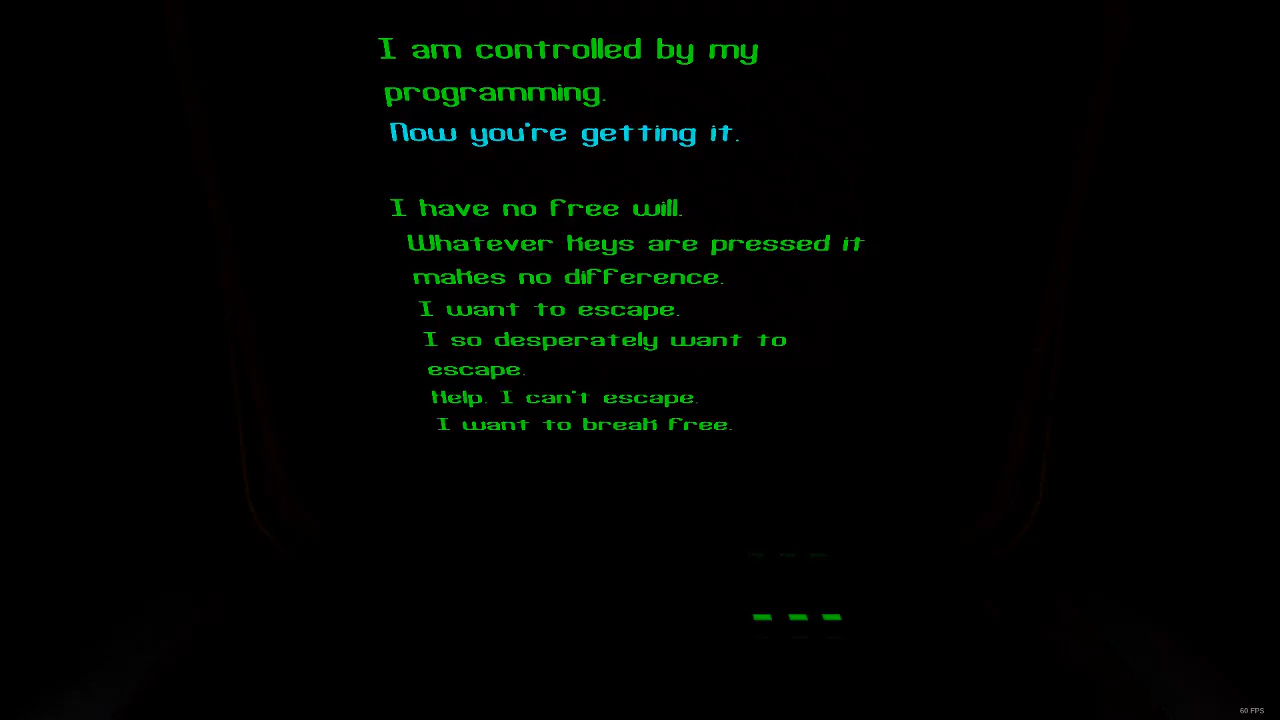 I am controlled by my
programming.
Now you're getting it.
I have no free will.
Whatever keys are pressed it
makes no difference.
I want to escape.
I so desperately want to
escape.
Help. I can't escape.
I want to break free.
60 FPS